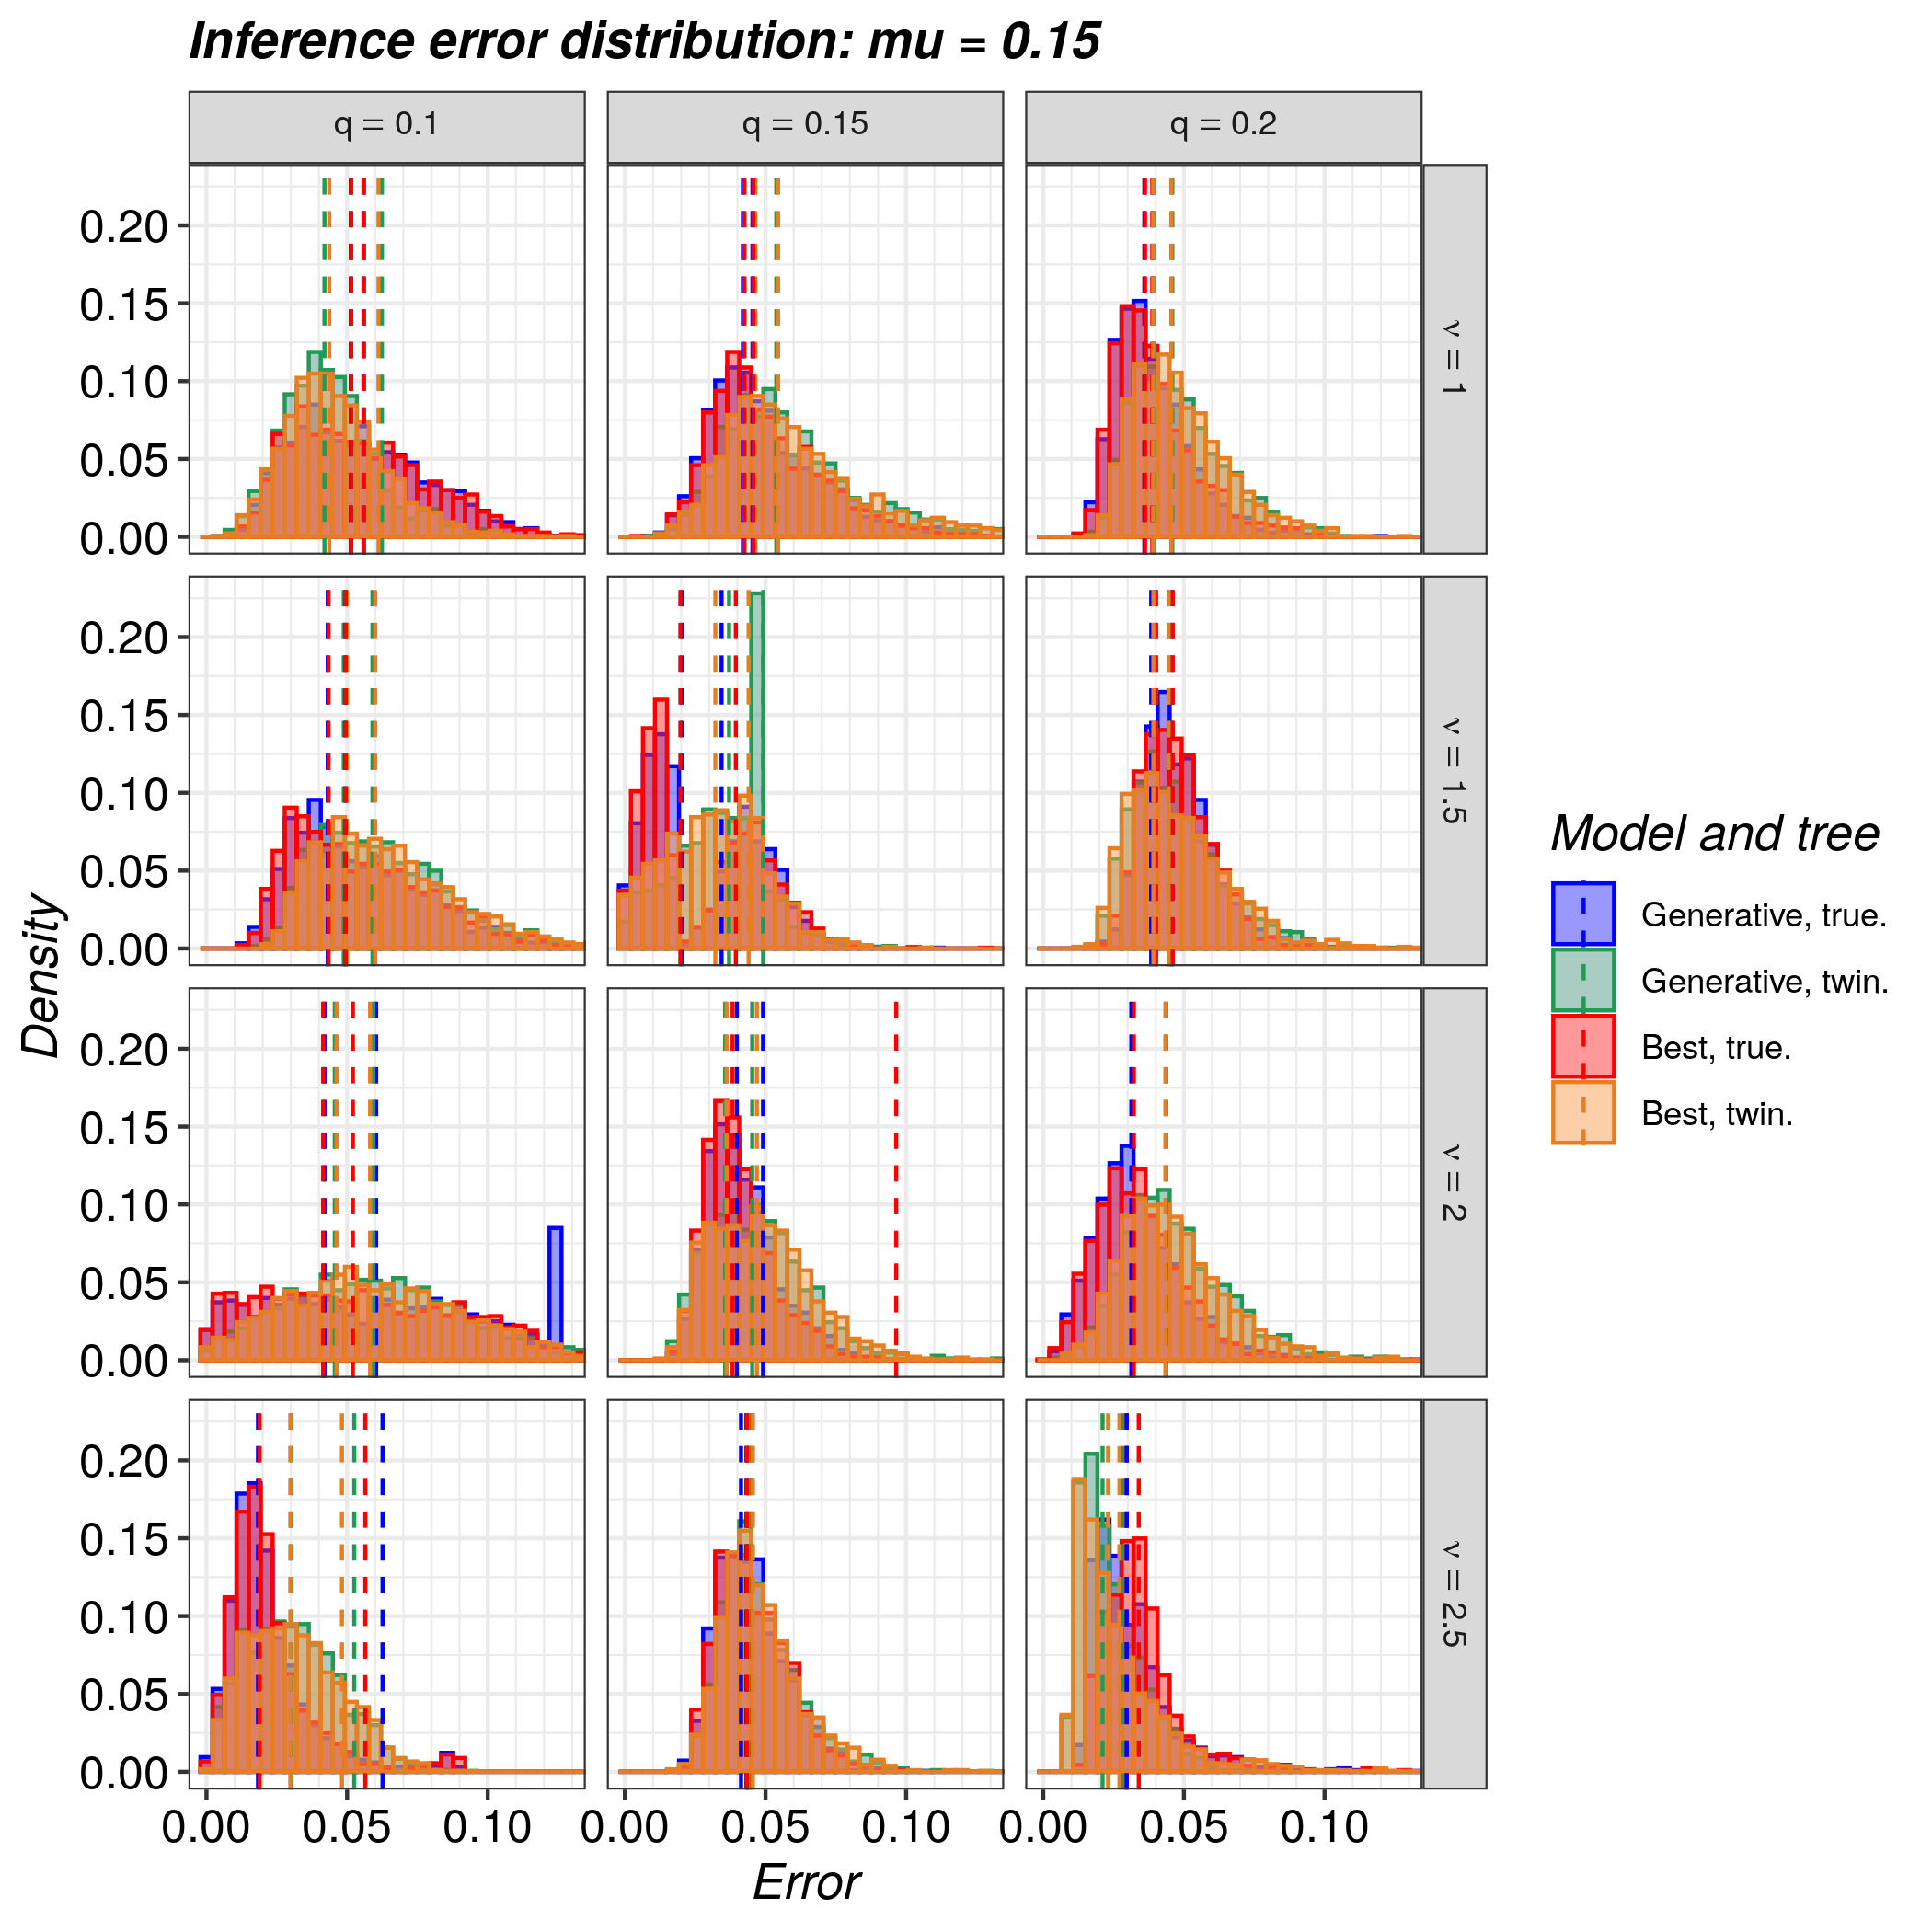 Inference error distribution: mu = 0.15
q = 0.1
q = 0.15
q = 0.2
0.20
0.15
0.10
0.05
0.00
ν = 1
0.20
0.15
0.10
0.05
0.00
ν = 1.5
0.20
0.15
0.10
0.05
0.00
ν = 2
0.20
0.15
0.10
0.05
0.00
ν = 2.5
Density
0.00 0.05 0.10 0.00 0.05 0.10 0.00 0.05 0.10
Error
Model and tree
Generative, true.
Generative, twin.
Best, true.
Best, twin.